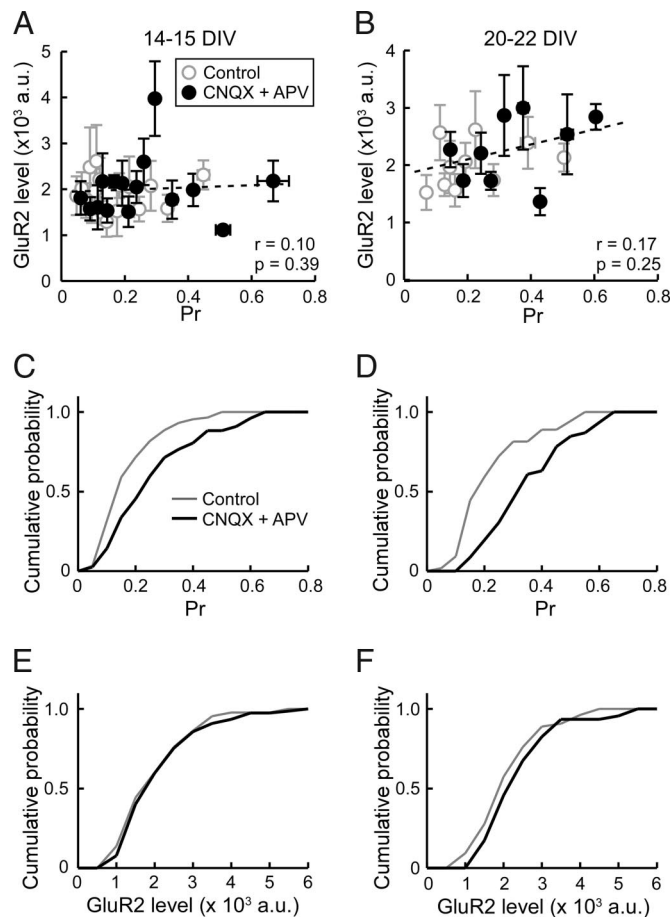 A
14-15 DIV
GluR2 level (x10³ a.u.)
5
4
3
2
1
0
Control
CNQX + APV
r = 0.10
p = 0.39
0
0.2
0.4
0.6
0.8
Pr
B
20-22 DIV
GluR2 level (x10³ a.u.)
4
3
2
1
0
r = 0.17
p = 0.25
0
0.2
0.4
0.6
0.8
Pr
C
Cumulative probability
1.0
0.5
0
Control
CNQX + APV
0
0.2
0.4
0.6
0.8
Pr
D
Cumulative probability
1.0
0.5
0
0
0.2
0.4
0.6
0.8
Pr
E
Cumulative probability
1.0
0.5
0
0
1
2
3
4
5
6
GluR2 level (x 10³ a.u.)
F
Cumulative probability
1.0
0.5
0
0
1
2
3
4
5
6
GluR2 level (x 10³ a.u.)